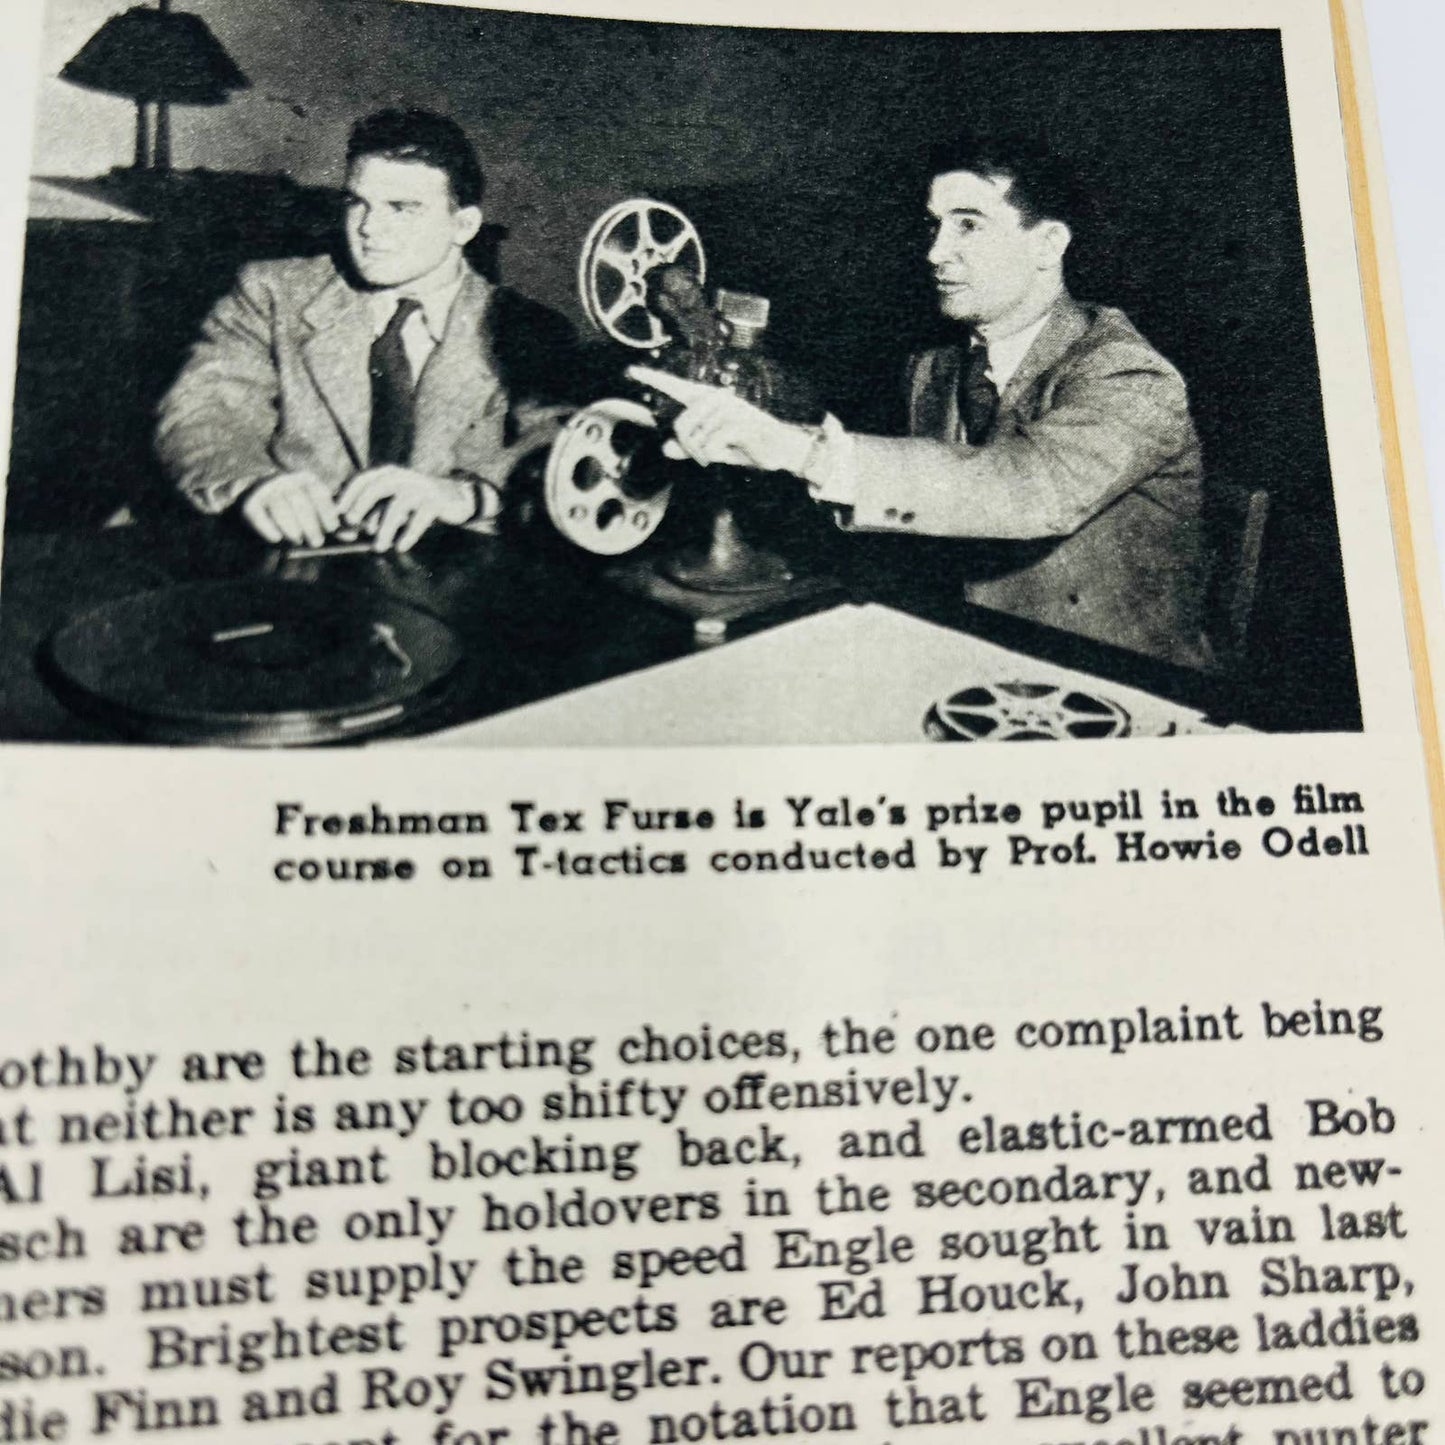 Freshman Tex Furse is Yale's prize pupil in the film
course on T-tactics conducted by Prof. Howie Odell
othby are the starting choices, the one complaint being
at neither is any too shifty offensively.
Al Lisi, giant blocking back, and elastic-armed Bob
sch are the only holdovers in the secondary, and new-
ners must supply the speed Engle sought in vain last
son. Brightest prospects are Ed Houck, John Sharp,
die Finn and Roy Swingler. Our reports on these laddies
for the notation that Engle seemed to
excellent punter